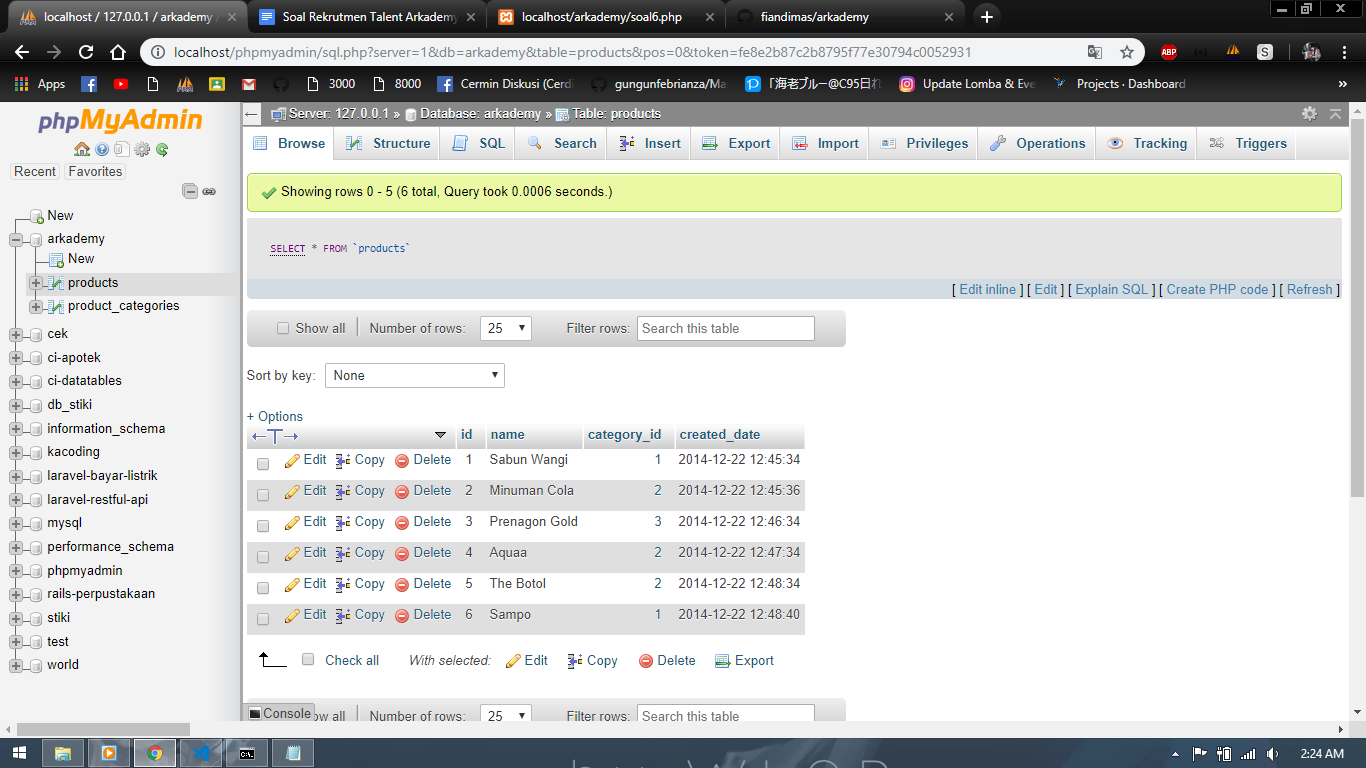 localhost / 127.0.0.1 / arkademy
Soal Rekrutmen Talent Arkademy
localhost/arkademy/soal6.php
fiandimas/arkademy
localhost/phpmyadmin/sql.php?server=1&db=arkademy&table=products&pos=0&token=fe8e2b87c2b8795f77e30794c0052931
ABP
S
Apps
3000
8000
Cermin Diskusi (Cerdi
gungunfebrianza/Ma
Update Lomba & Eve
Projects · Dashboard
»
phpMyAdmin
Recent
Favorites
New
arkademy
New
products
product_categories
cek
ci-apotek
ci-datatables
db_stiki
information_schema
kacoding
laravel-bayar-listrik
laravel-restful-api
mysql
performance_schema
phpmyadmin
rails-perpustakaan
stiki
test
world
Server: 127.0.0.1 » Database: arkademy » Table: products
Browse
Structure
SQL
Search
Insert
Export
Import
Privileges
Operations
Tracking
Triggers
Showing rows 0 - 5 (6 total, Query took 0.0006 seconds.)
SELECT * FROM `products`
[ Edit inline ] [ Edit ] [ Explain SQL ] [ Create PHP code ] [ Refresh ]
Show all
Number of rows:
25
Filter rows:
Search this table
Sort by key:
None
+ Options
id name category_id created_date
Edit Copy Delete 1 Sabun Wangi 1 2014-12-22 12:45:34
Edit Copy Delete 2 Minuman Cola 2 2014-12-22 12:45:36
Edit Copy Delete 3 Prenagon Gold 3 2014-12-22 12:46:34
Edit Copy Delete 4 Aquaa 2 2014-12-22 12:47:34
Edit Copy Delete 5 The Botol 2 2014-12-22 12:48:34
Edit Copy Delete 6 Sampo 1 2014-12-22 12:48:40
Check all
With selected:
Edit
Copy
Delete
Export
Console
ow all
Number of rows:
25
Filter rows:
Search this table
2:24 AM